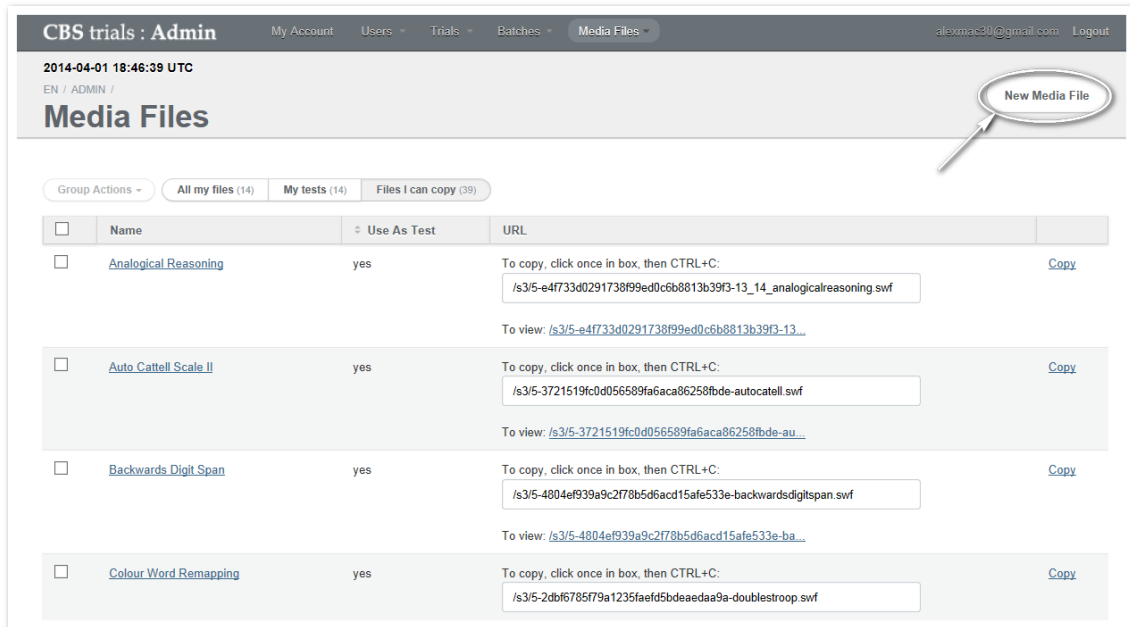 CBS trials : Admin My Account Users Trials Batches Media Files alexmac30@gmail.com Logout
2014-04-01 18:46:39 UTC
EN / ADMIN /
Media Files
New Media File
Group Actions All my files (14) My tests (14) Files I can copy (39)
Name Use As Test URL
Analogical Reasoning yes To copy, click once in box, then CTRL+C: Copy
/s3/5-e4f733d0291738f99ed0c6b8813b39f3-13_14_analogicalreasoning.swf
To view: /s3/5-e4f733d0291738f99ed0c6b8813b39f3-13...
Auto Cattell Scale II yes To copy, click once in box, then CTRL+C: Copy
/s3/5-3721519fc0d056589fa6aca86258fbde-autocatell.swf
To view: /s3/5-3721519fc0d056589fa6aca86258fbde-au...
Backwards Digit Span yes To copy, click once in box, then CTRL+C: Copy
/s3/5-4804ef939a9c2f78b5d6acd15afe533e-backwardsdigitspan.swf
To view: /s3/5-4804ef939a9c2f78b5d6acd15afe533e-ba...
Colour Word Remapping yes To copy, click once in box, then CTRL+C: Copy
/s3/5-2dbf6785f79a1235faefd5bdeaedaa9a-doublestroop.swf